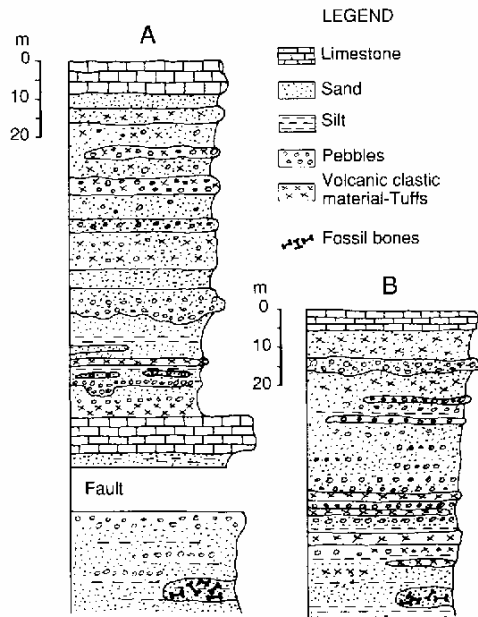 LEGEND
Limestone
Sand
Silt
Pebbles
Volcanic clastic
material-Tuffs
Fossil bones
A
m
0
10
20
Fault
B
m
0
10
20